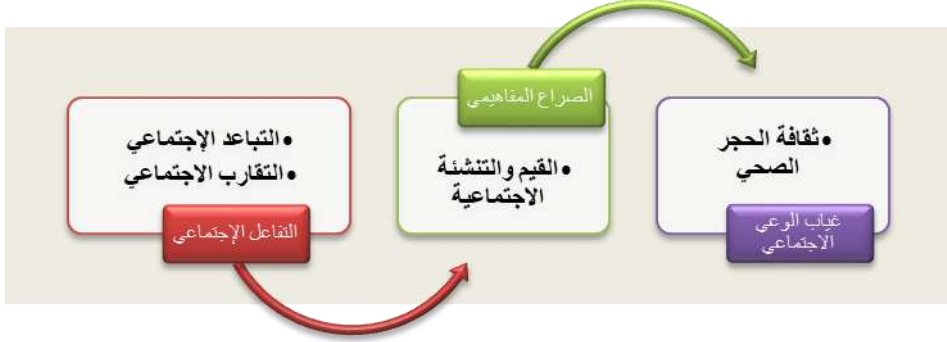 التباعد الإجتماعي
التقارب الاجتماعي
التفاعل الإجتماعي
الصراع المفاهيمي
القيم والتنشئة
الاجتماعية
ثقافة الحجر
الصحي
غياب الوعي
الاجتماعي